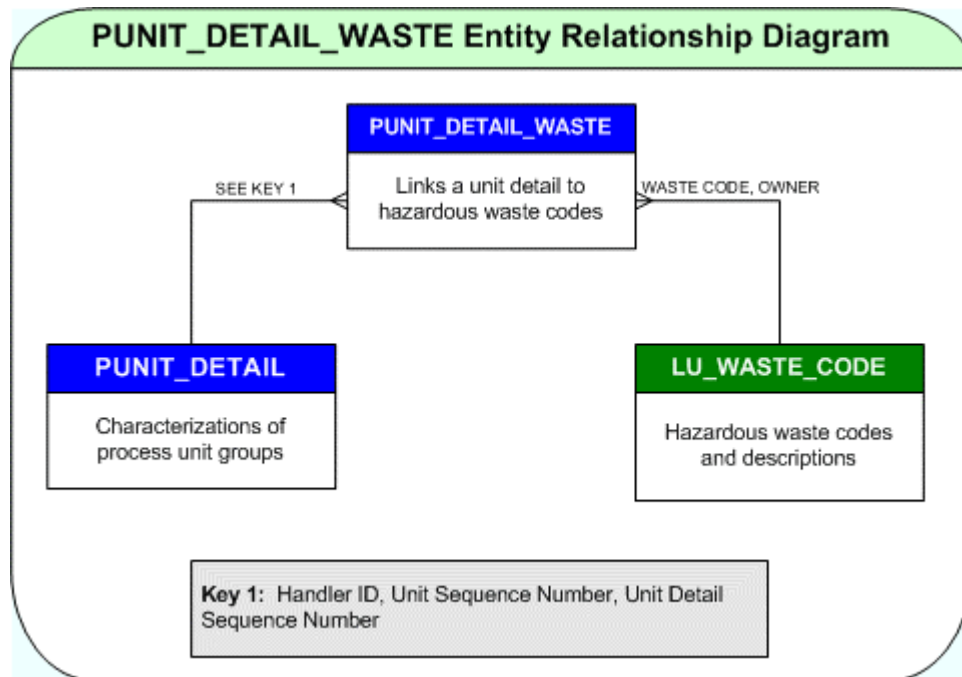 PUNIT_DETAIL_WASTE Entity Relationship Diagram
PUNIT_DETAIL_WASTE
Links a unit detail to
hazardous waste codes
SEE KEY 1
WASTE CODE, OWNER
PUNIT_DETAIL
Characterizations of
process unit groups
LU_WASTE_CODE
Hazardous waste codes
and descriptions
Key 1: Handler ID, Unit Sequence Number, Unit Detail
Sequence Number